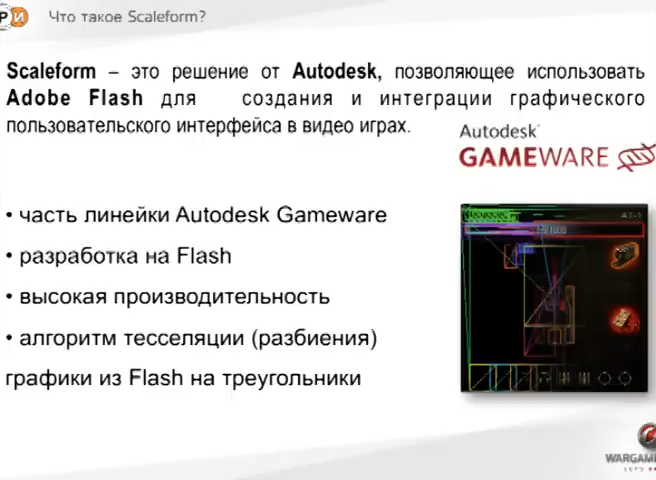 РИ
Что такое Scaleform?
Scaleform – это решение от Autodesk, позволяющее использовать
Adobe Flash для создания и интеграции графического
пользовательского интерфейса в видео играх.
Autodesk
GAMEWARE
• часть линейки Autodesk Gameware
• разработка на Flash
• высокая производительность
• алгоритм тесселяции (разбиения)
графики из Flash на треугольники
WARGAM